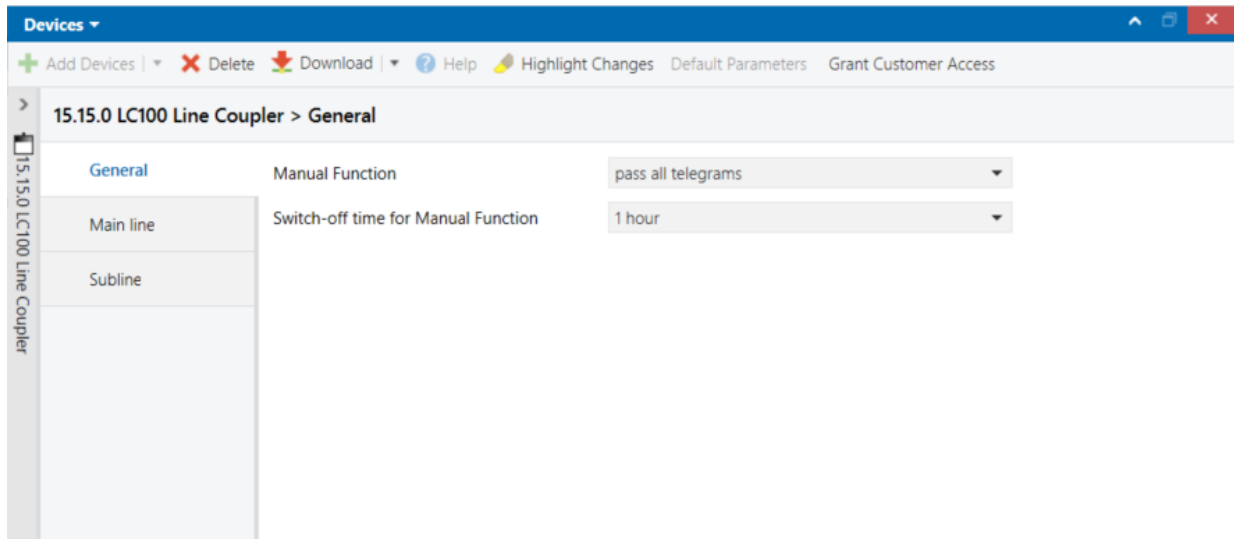 Devices
Add Devices Delete Download Help Highlight Changes Default Parameters Grant Customer Access
15.15.0 LC100 Line Coupler > General
15.15.0 LC100 Line Coupler
General
Manual Function pass all telegrams
Main line
Switch-off time for Manual Function 1 hour
Subline